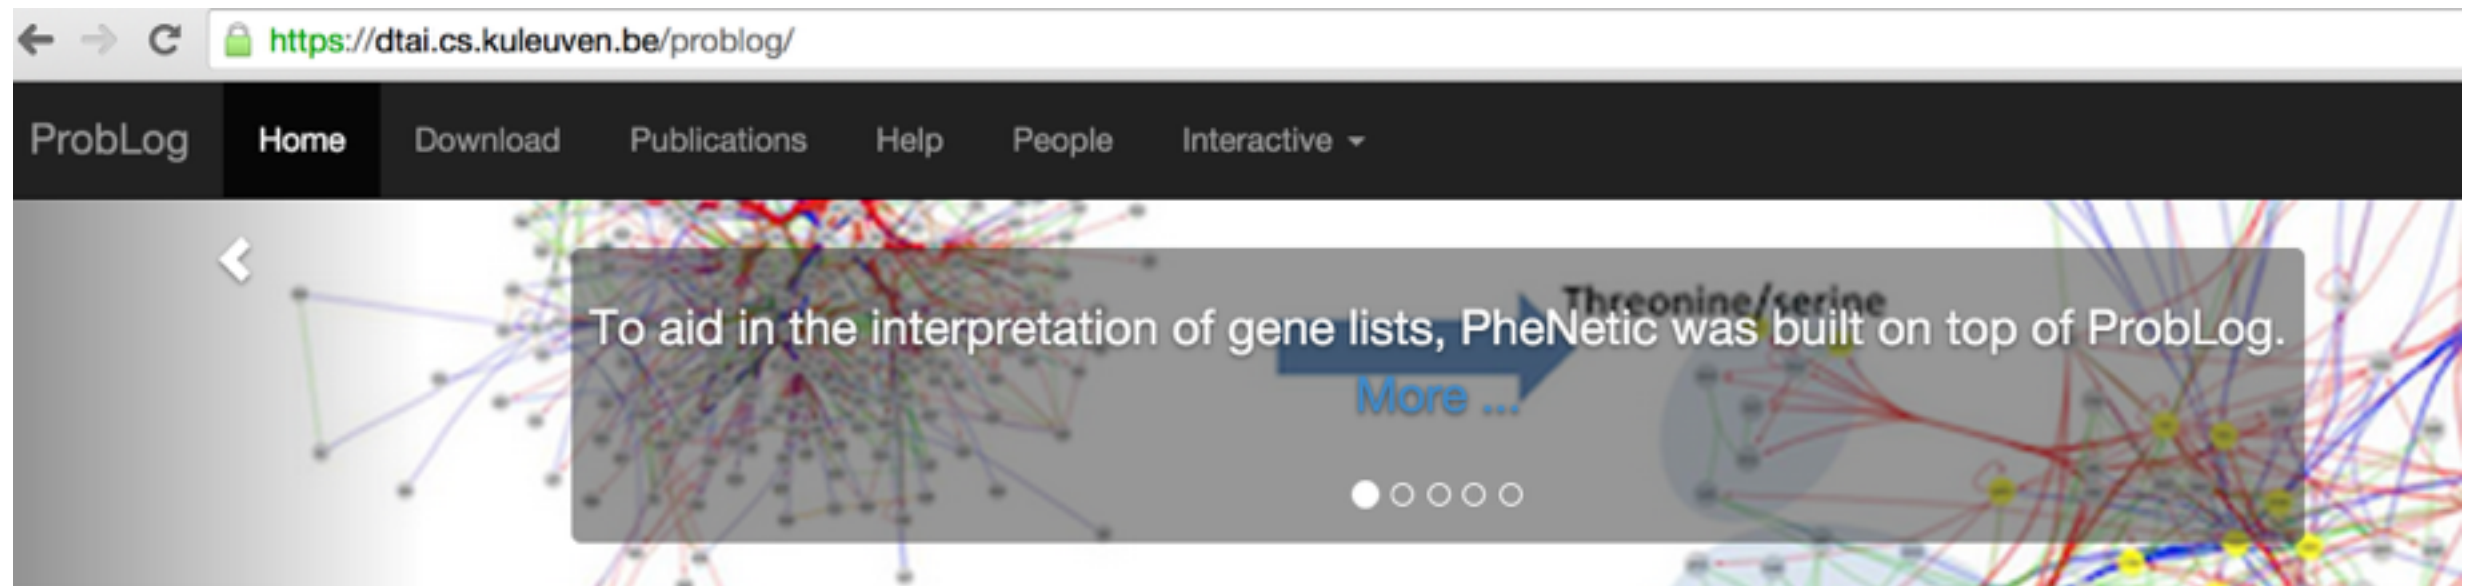 https://dtai.cs.kuleuven.be/problog/
ProbLog Home Download Publications Help People Interactive
Threonine/serine
To aid in the interpretation of gene lists, PheNetic was built on top of ProbLog.
More ...